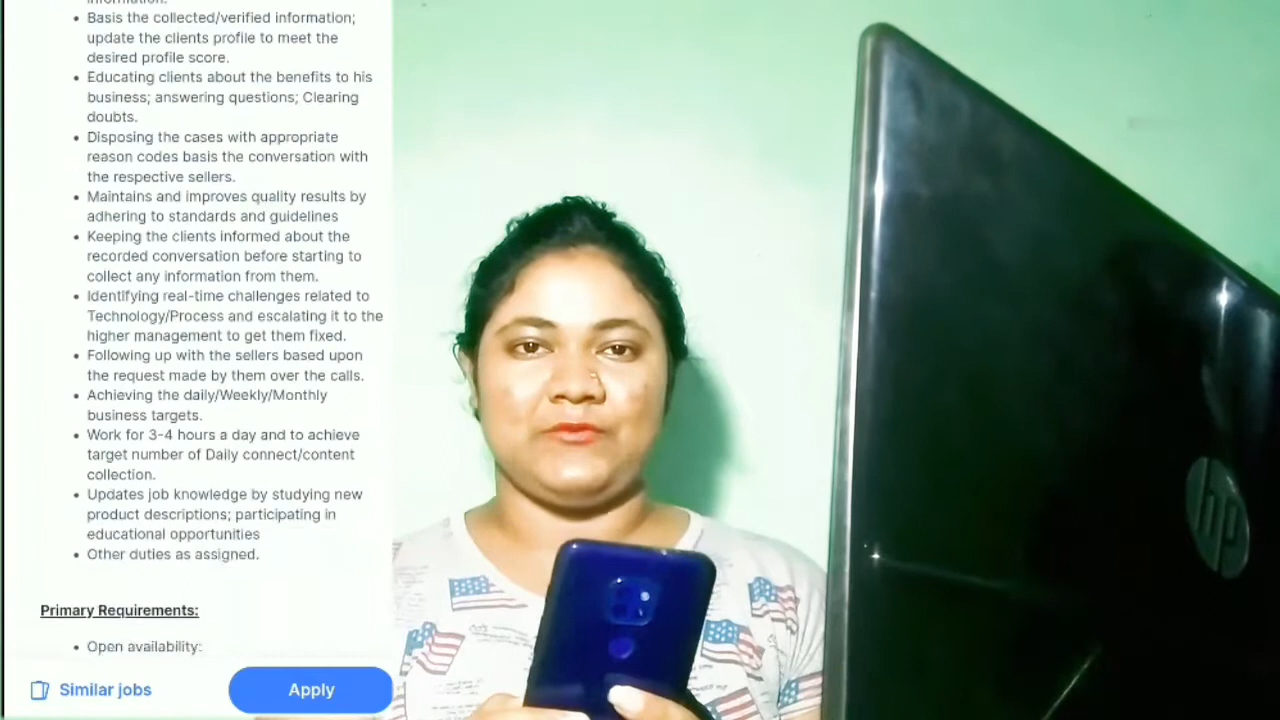 information.
Basis the collected/verified information;
update the clients profile to meet the
desired profile score.
Educating clients about the benefits to his
business; answering questions; Clearing
doubts.
Disposing the cases with appropriate
reason codes basis the conversation with
the respective sellers.
Maintains and improves quality results by
adhering to standards and guidelines
Keeping the clients informed about the
recorded conversation before starting to
collect any information from them.
Identifying real-time challenges related to
Technology/Process and escalating it to the
higher management to get them fixed.
Following up with the sellers based upon
the request made by them over the calls.
Achieving the daily/Weekly/Monthly
business targets.
Work for 3-4 hours a day and to achieve
target number of Daily connect/content
collection.
Updates job knowledge by studying new
product descriptions; participating in
educational opportunities
Other duties as assigned.
Primary Requirements:
Open availability:
Similar jobs
Apply
hp